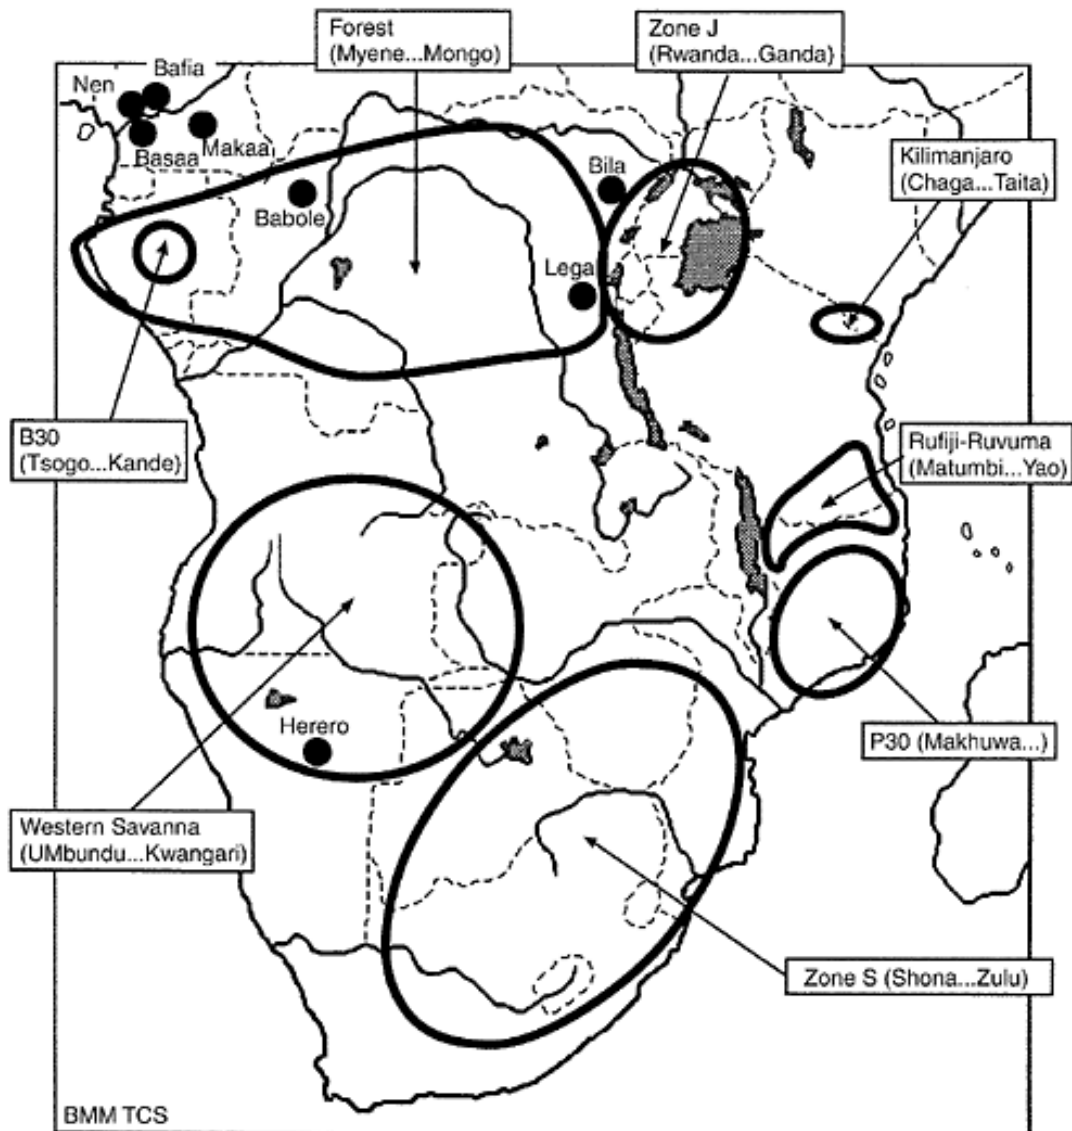 Forest
(Myene...Mongo)
Zone J
(Rwanda...Ganda)
Nen
Bafia
Basaa
Makaa
Babole
Bila
Kilimanjaro
(Chaga...Taita)
Lega
B30
(Tsogo...Kande)
Rufiji-Ruvuma
(Matumbi...Yao)
Herero
P30 (Makhuwa...)
Western Savanna
(UMbundu...Kwangari)
Zone S (Shona...Zulu)
BMM TCS